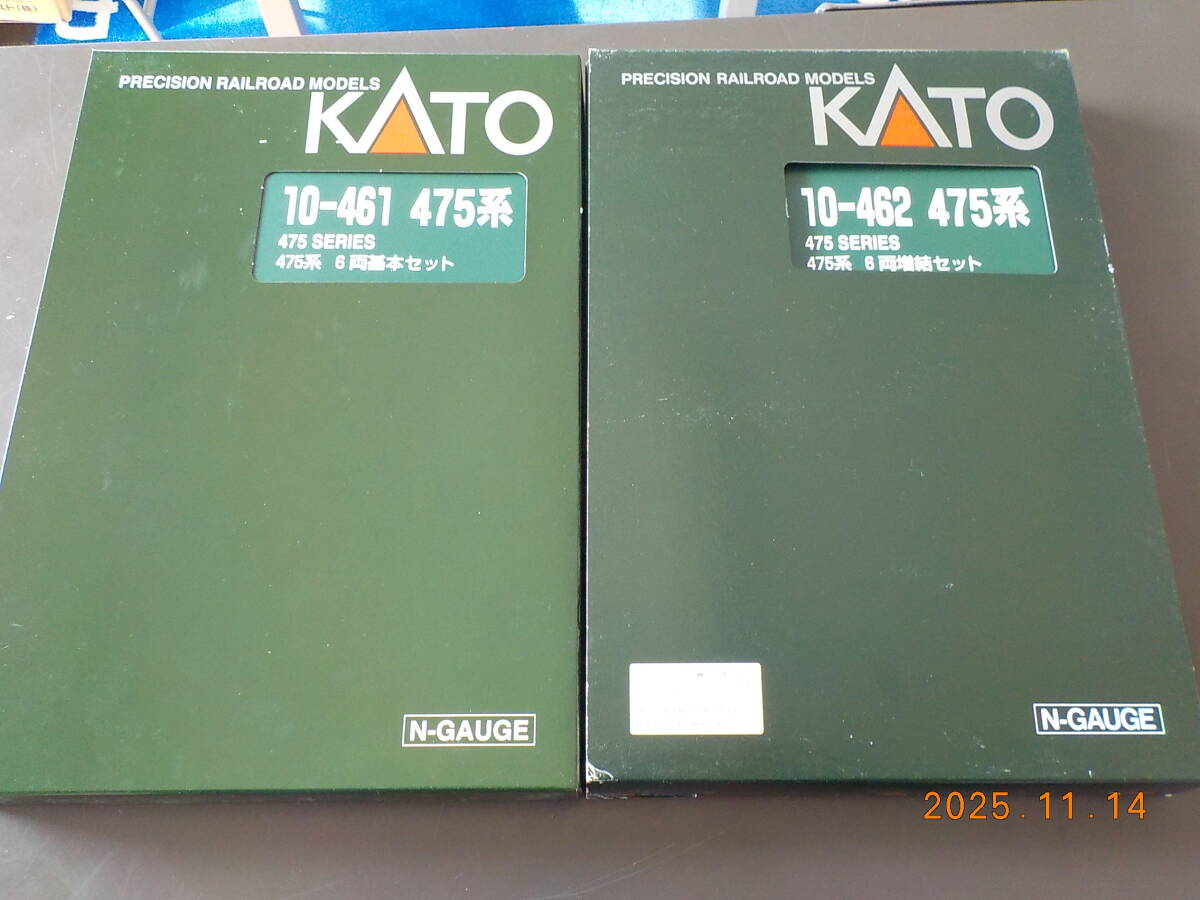 PRECISION RAILROAD MODELS
KATO
10-461 475系
475 SERIES
475系 6両基本セット
N-GAUGE
PRECISION RAILROAD MODELS
KATO
10-462 475系
475 SERIES
475系 6両増結セット
N-GAUGE
2025.11.14